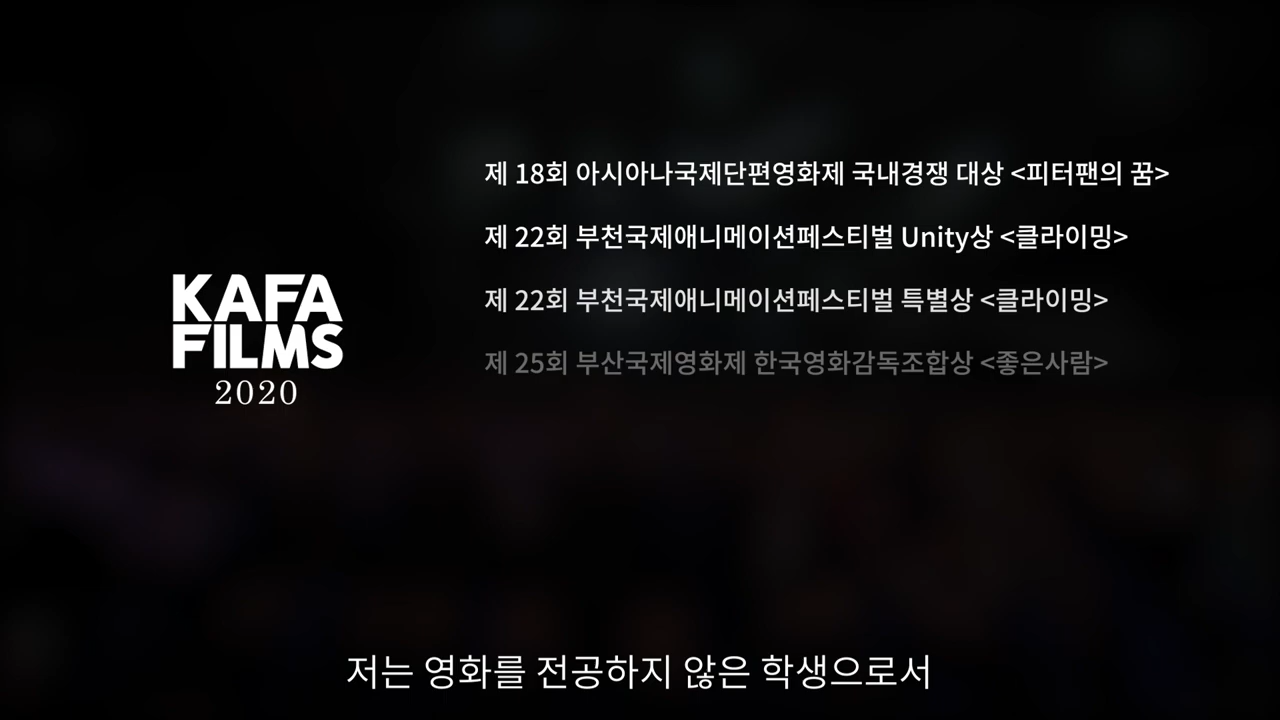 제 18회 아시아나국제단편영화제 국내경쟁 대상 <피터팬의 꿈>
제 22회 부천국제애니메이션페스티벌 Unity상 <클라이밍>
제 22회 부천국제애니메이션페스티벌 특별상 <클라이밍>
제 25회 부산국제영화제 한국영화감독조합상 <좋은사람>
KAFA
FILMS
2020
저는 영화를 전공하지 않은 학생으로서